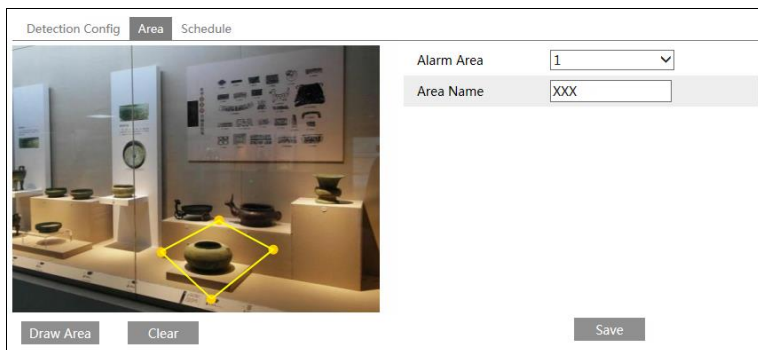 Detection Config Area Schedule
Alarm Area 1
Area Name XXX
Draw Area Clear Save